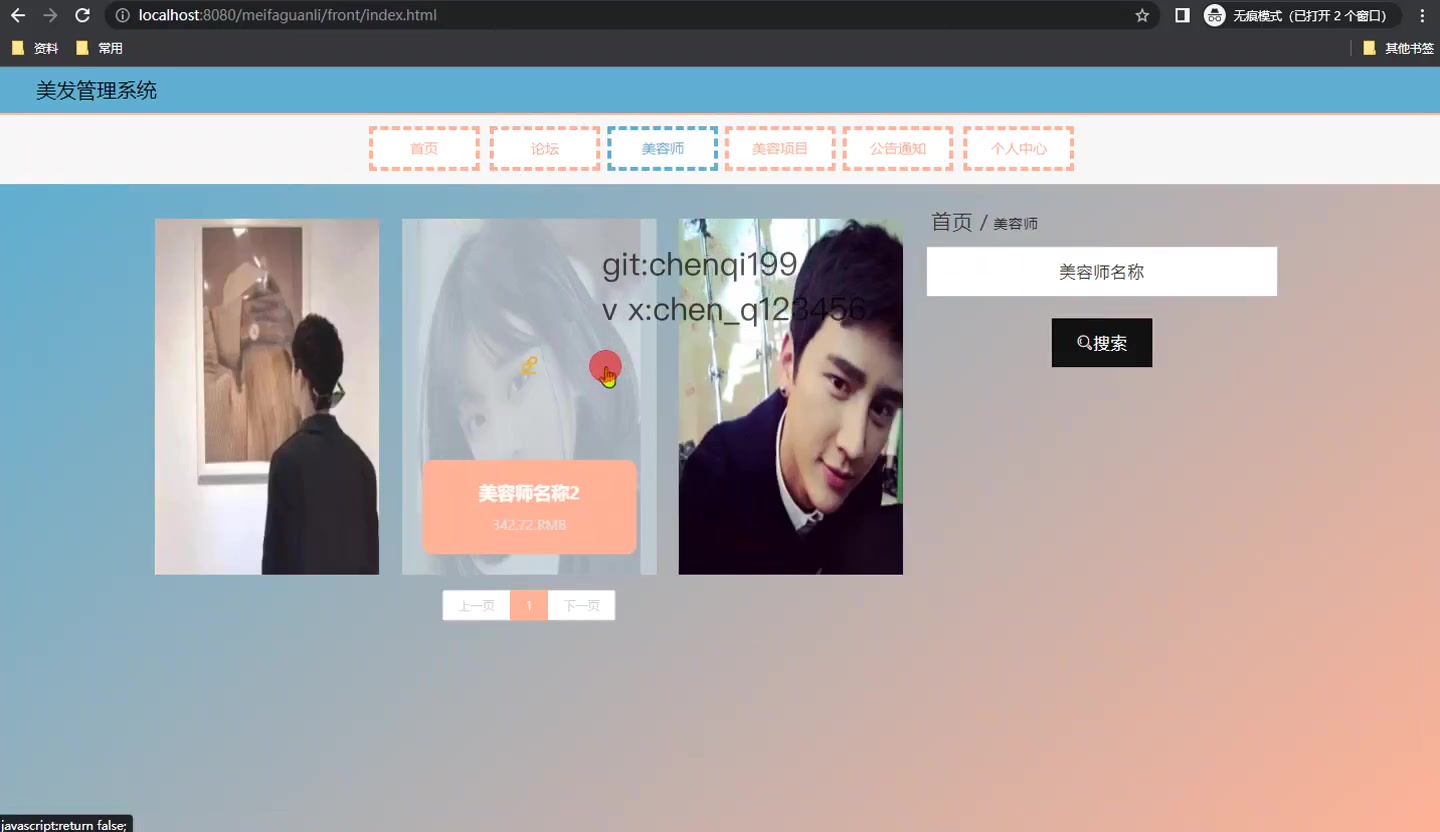 localhost:8080/meifaguanli/front/index.html
无痕模式（已打开 2 个窗口）
资料
常用
其他书签
美发管理系统
首页
论坛
美容师
美容项目
公告通知
个人中心
首页 / 美容师
git:chenqi199
v x:chen_q123456
美容师名称
搜索
美容师名称2
342.72 RMB
上一页
1
下一页
javascript:return false;